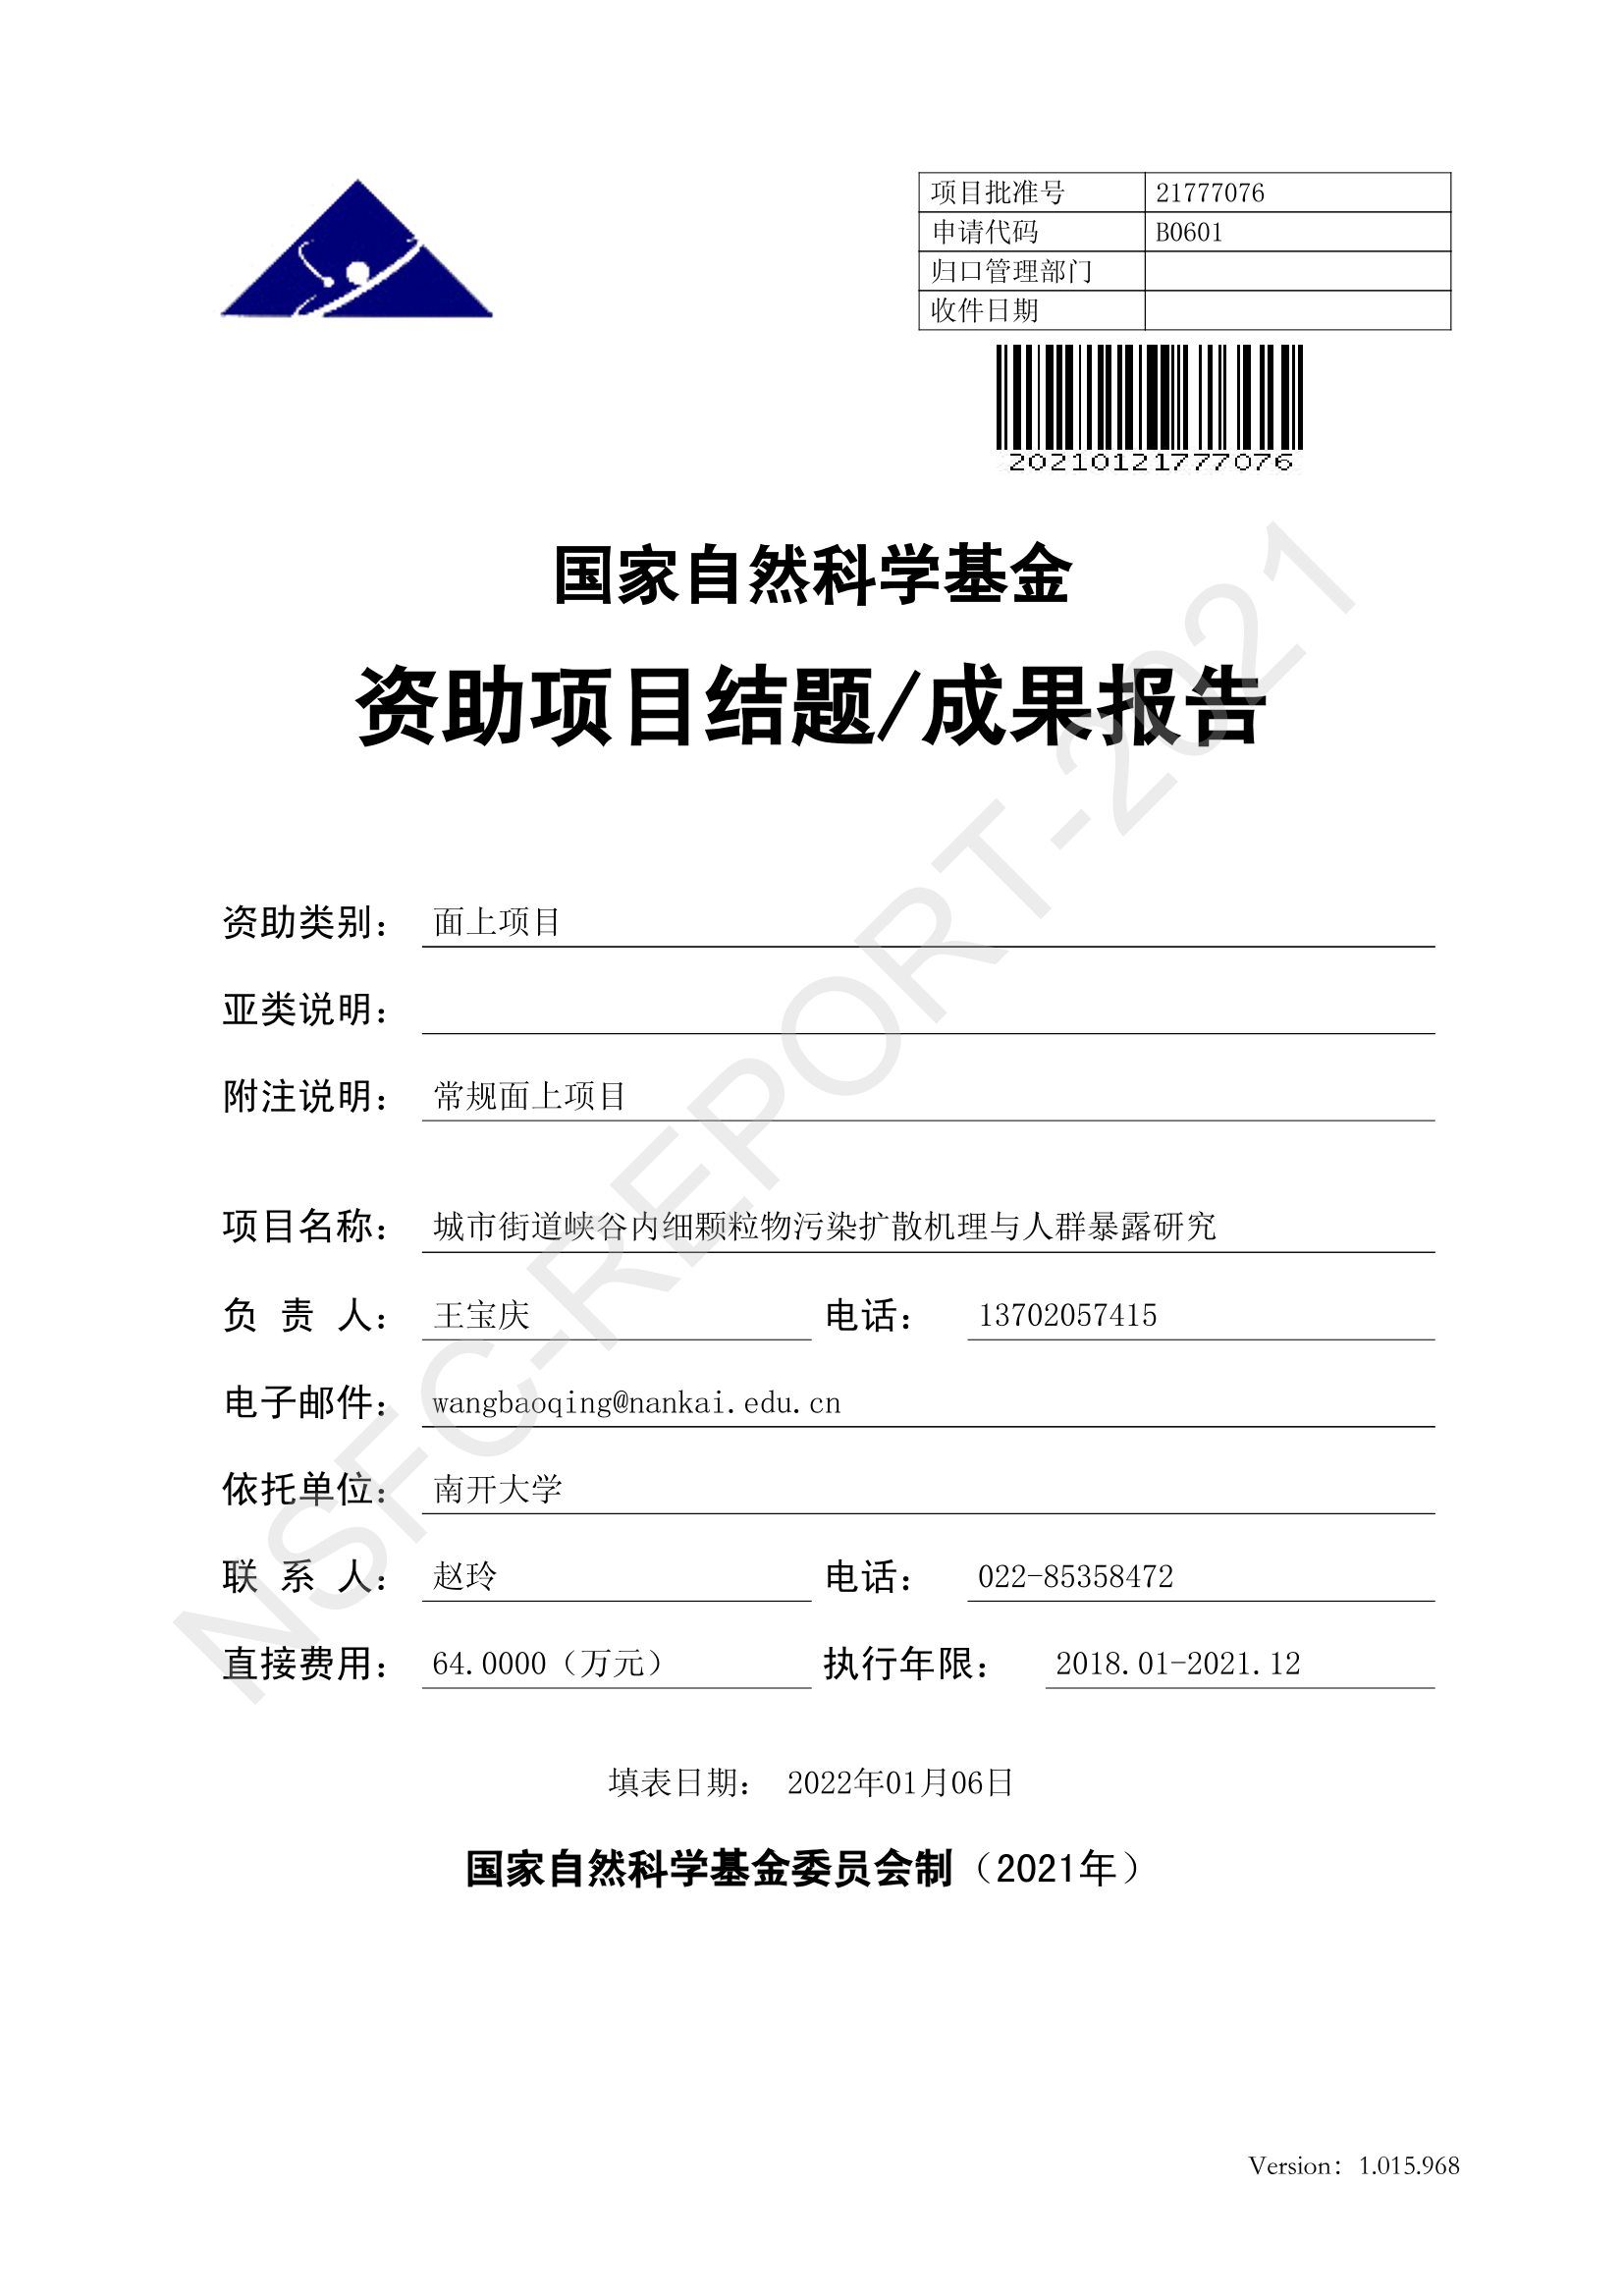 项目批准号 21777076
申请代码 B0601
归口管理部门
收件日期
20210121777076
国家自然科学基金
资助项目结题/成果报告
资助类别： 面上项目
亚类说明：
附注说明： 常规面上项目
项目名称： 城市街道峡谷内细颗粒物污染扩散机理与人群暴露研究
负 责 人： 王宝庆 电话： 13702057415
电子邮件： wangbaoqing@nankai.edu.cn
依托单位： 南开大学
联 系 人： 赵玲 电话： 022-85358472
直接费用： 64.0000（万元） 执行年限： 2018.01-2021.12
填表日期： 2022年01月06日
国家自然科学基金委员会制（2021年）
Version：1.015.968
NSFC-REPORT-2021